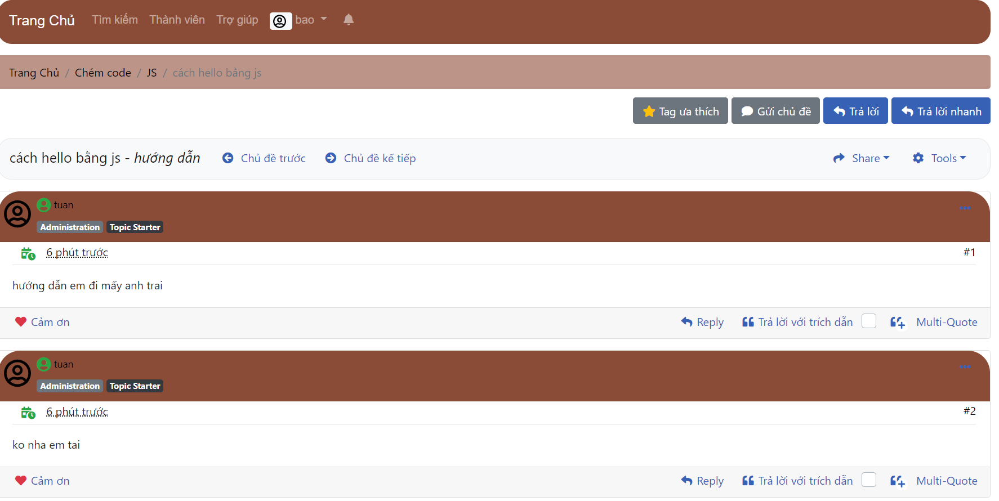 Trang Chủ Tìm kiếm Thành viên Trợ giúp bao
Trang Chủ / Chém code / JS / cách hello bằng js
Tag ưa thích Gửi chủ đề Trả lời Trả lời nhanh
cách hello bằng js - hướng dẫn Chủ đề trước Chủ đề kế tiếp Share Tools
tuan
Administration Topic Starter
6 phút trước #1
hướng dẫn em đi mấy anh trai
Cảm ơn Reply Trả lời với trích dẫn Multi-Quote
tuan
Administration Topic Starter
6 phút trước #2
ko nha em tai
Cảm ơn Reply Trả lời với trích dẫn Multi-Quote